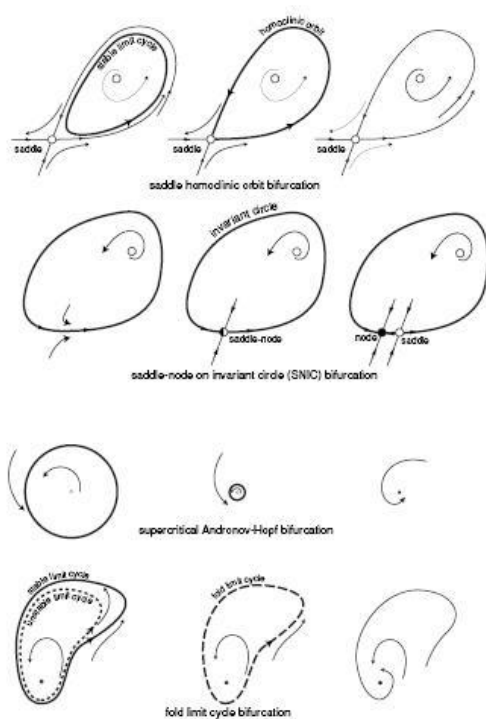 stable limit cycle
homoclinic orbit
saddle
saddle
saddle
saddle homoclinic orbit bifurcation
invariant circle
saddle-node
node
saddle
saddle-node on invariant circle (SNIC) bifurcation
supercritical Andronov-Hopf bifurcation
stable limit cycle
unstable limit cycle
fold limit cycle
fold limit cycle bifurcation